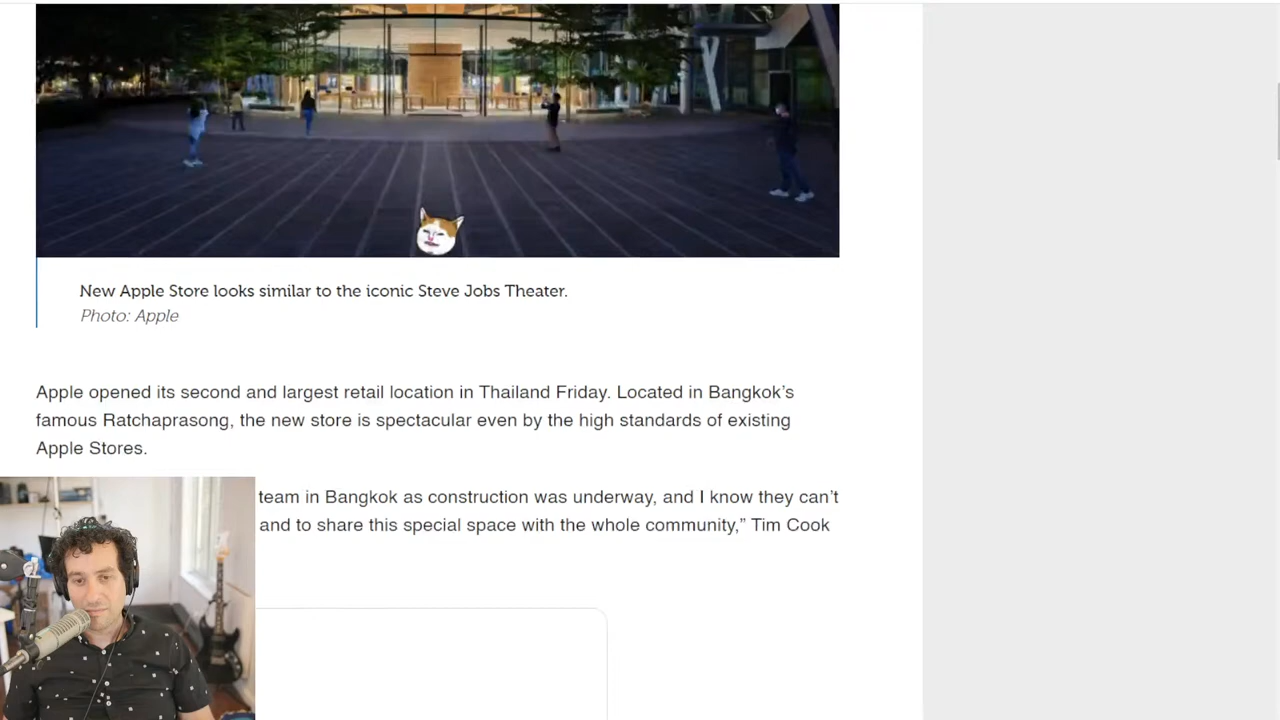 New Apple Store looks similar to the iconic Steve Jobs Theater.
Photo: Apple
Apple opened its second and largest retail location in Thailand Friday. Located in Bangkok’s
famous Ratchaprasong, the new store is spectacular even by the high standards of existing
Apple Stores.
team in Bangkok as construction was underway, and I know they can’t
and to share this special space with the whole community,” Tim Cook